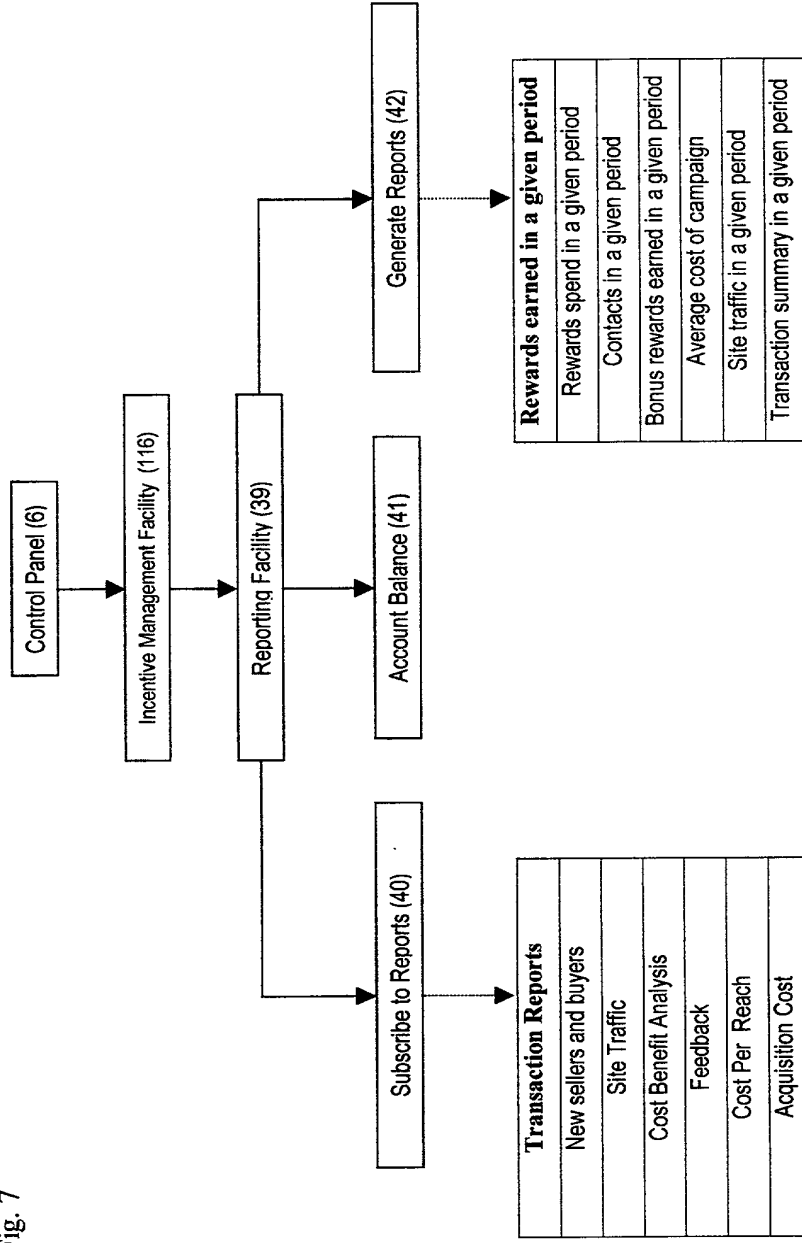 Fig. 7
Control Panel (6)
Incentive Management Facility (116)
Reporting Facility (39)
Subscribe to Reports (40)
Account Balance (41)
Generate Reports (42)
Transaction Reports
New sellers and buyers
Site Traffic
Cost Benefit Analysis
Feedback
Cost Per Reach
Acquisition Cost
Rewards earned in a given period
Rewards spend in a given period
Contacts in a given period
Bonus rewards earned in a given period
Average cost of campaign
Site traffic in a given period
Transaction summary in a given period